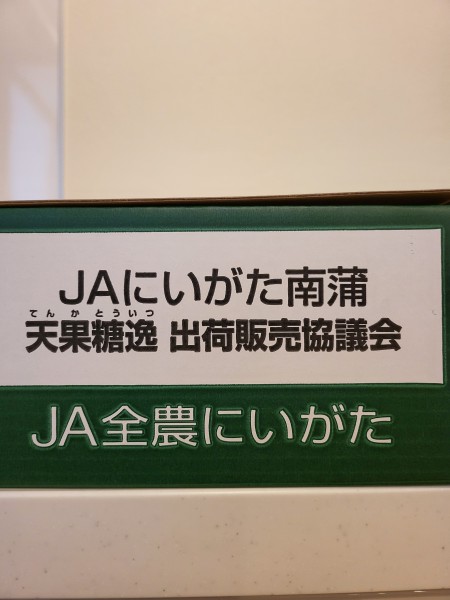 JAにいがた南蒲
てんかとういつ
天果糖逸 出荷販売協議会
JA全農にいがた